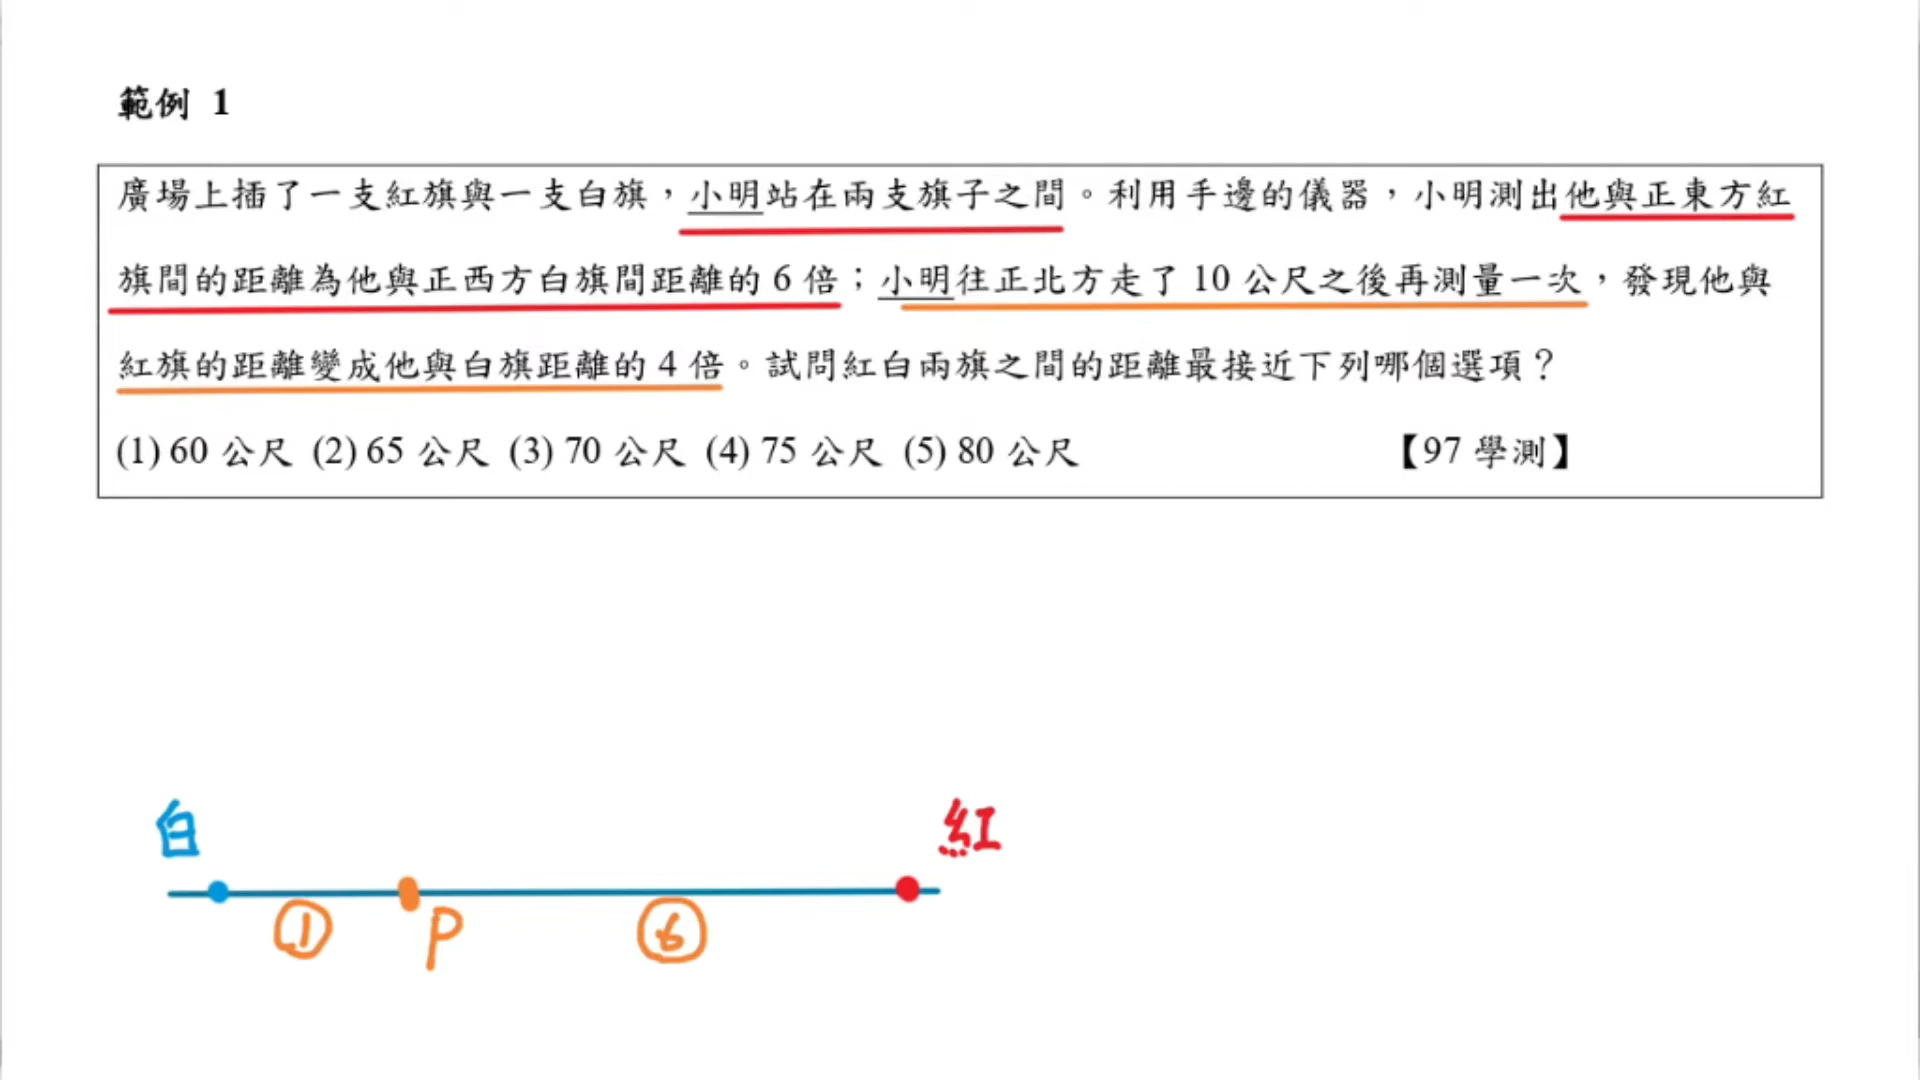 範例 1
廣場上插了一支紅旗與一支白旗，小明站在兩支旗子之間。利用手邊的儀器，小明測出他與正東方紅
旗間的距離為他與正西方白旗間距離的 6 倍；小明往正北方走了 10 公尺之後再測量一次，發現他與
紅旗的距離變成他與白旗距離的 4 倍。試問紅白兩旗之間的距離最接近下列哪個選項？
(1) 60 公尺 (2) 65 公尺 (3) 70 公尺 (4) 75 公尺 (5) 80 公尺 【97 學測】
白 紅
① P ⑥